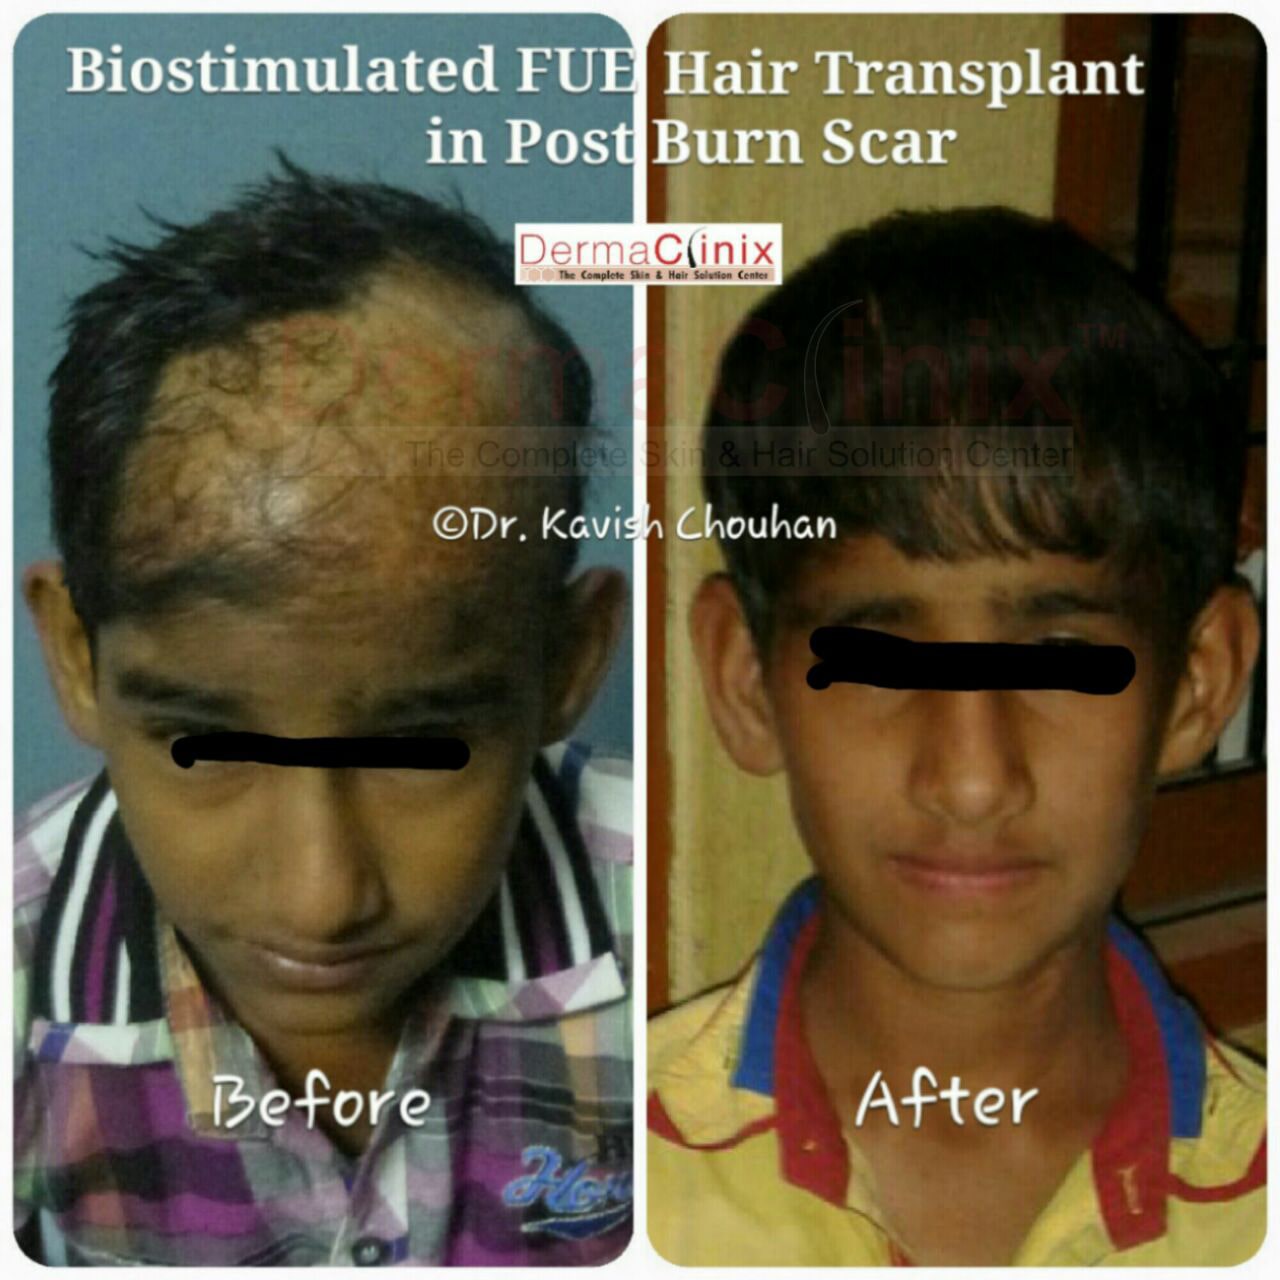 Biostimulated FUE Hair Transplant
in Post Burn Scar
DermaClinix
The Complete Skin & Hair Solution Center
DermaClinix™
The Complete Skin & Hair Solution Center
©Dr. Kavish Chouhan
Before
After